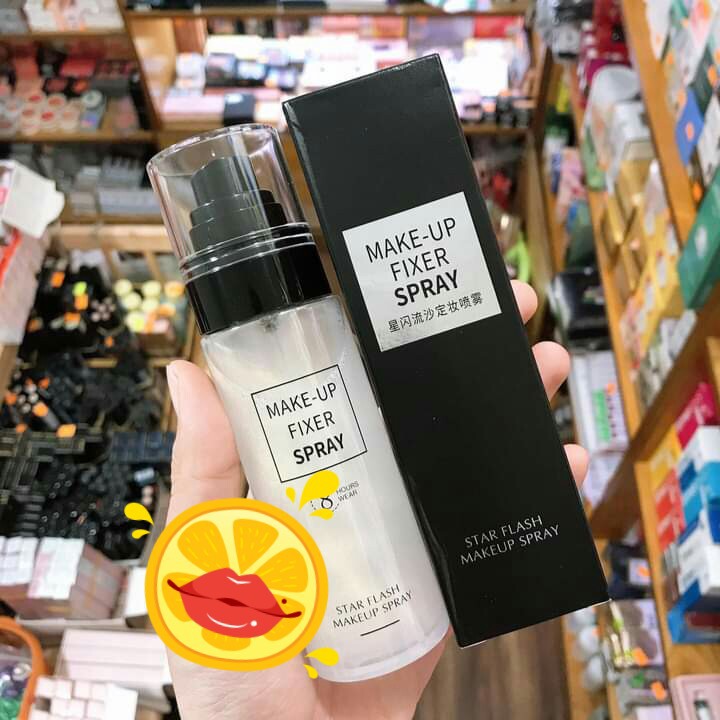 MAKE-UP
FIXER
SPRAY
8 HOURS
WEAR
STAR FLASH
MAKEUP SPRAY
MAKE-UP
FIXER
SPRAY
星闪流沙定妆喷雾
STAR FLASH
MAKEUP SPRAY